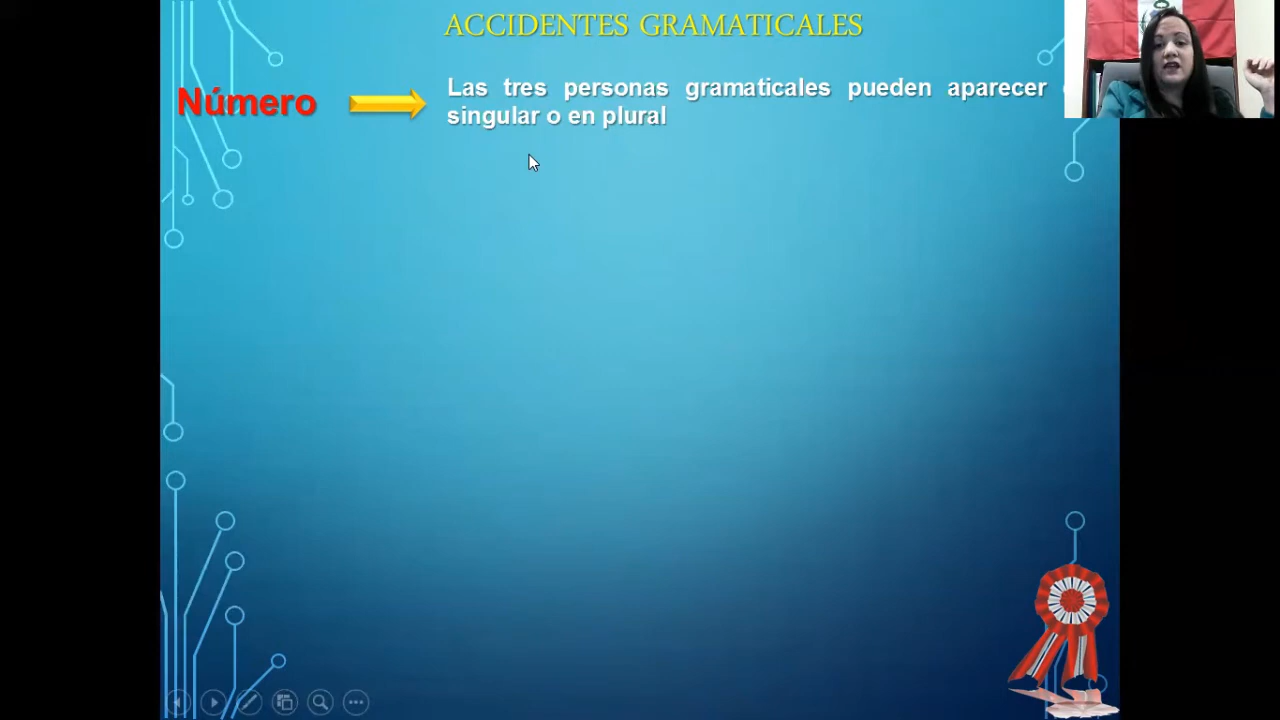 ACCIDENTES GRAMATICALES
Número
Las tres personas gramaticales pueden aparecer
singular o en plural